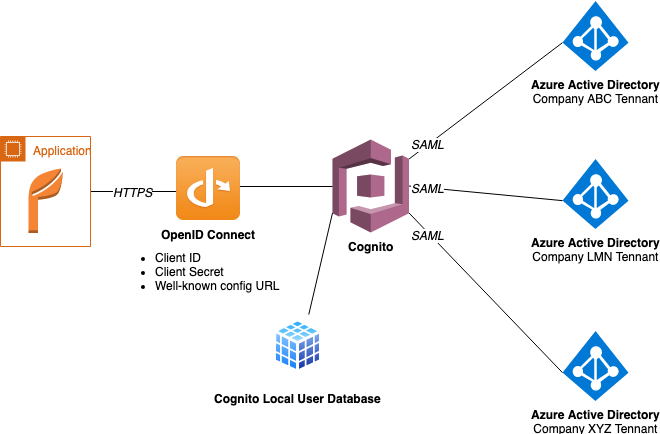 Azure Active Directory
Company ABC Tennant
Application
SAML
HTTPS
SAML
OpenID Connect
Cognito
SAML
Azure Active Directory
Company LMN Tennant
• Client ID
• Client Secret
• Well-known config URL
Cognito Local User Database
Azure Active Directory
Company XYZ Tennant